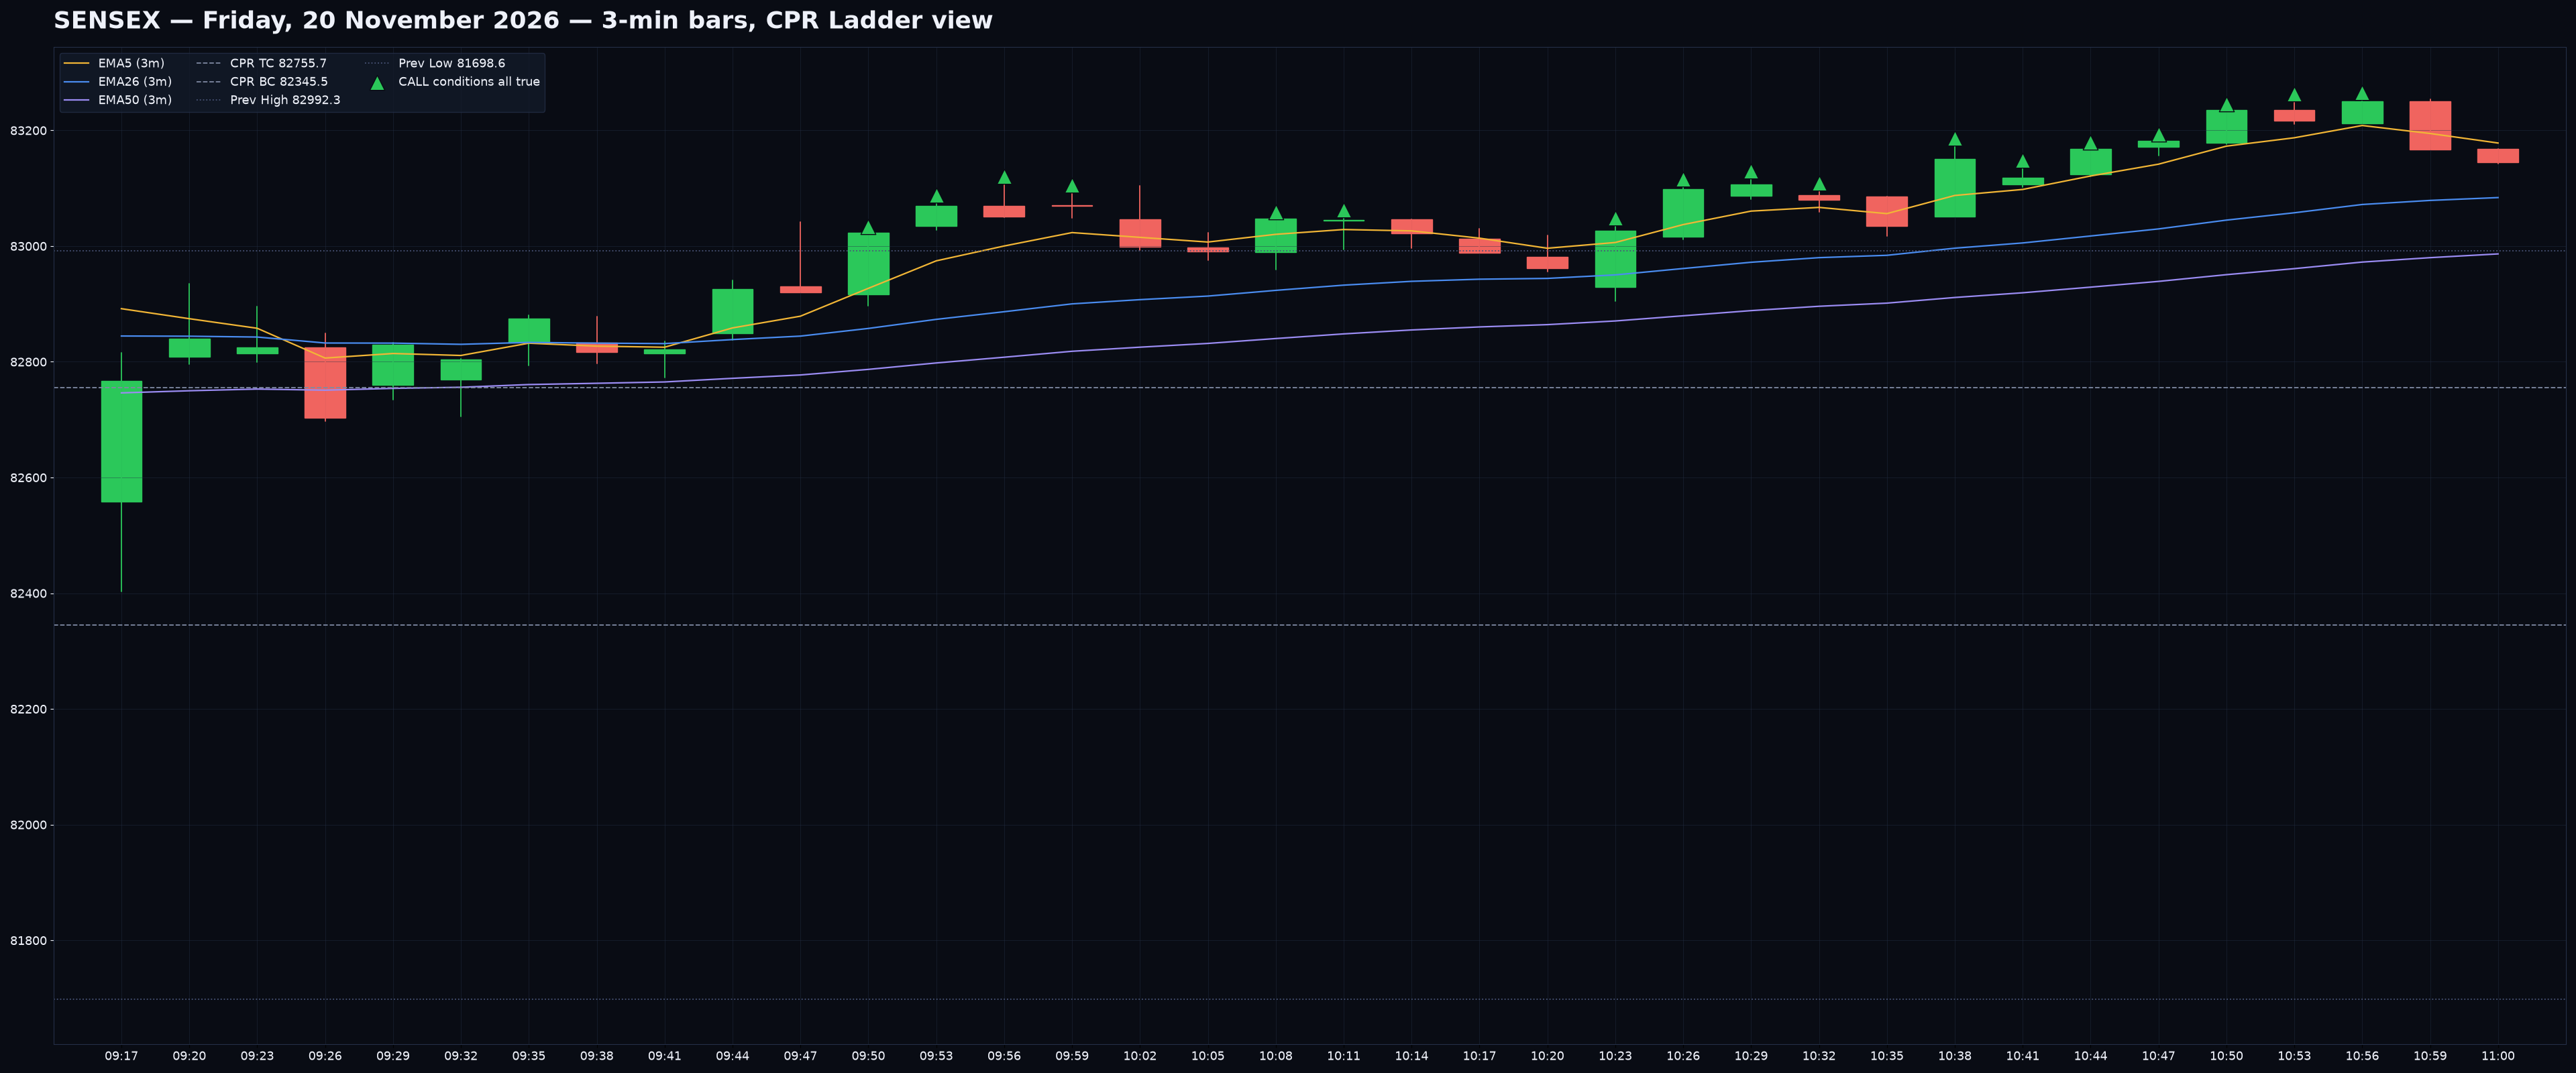 SENSEX — Friday, 20 November 2026 — 3-min bars, CPR Ladder view
EMA5 (3m)
EMA26 (3m)
EMA50 (3m)
CPR TC 82755.7
CPR BC 82345.5
Prev High 82992.3
Prev Low 81698.6
CALL conditions all true
83200
83000
82800
82600
82400
82200
82000
81800
09:17 09:20 09:23 09:26 09:29 09:32 09:35 09:38 09:41 09:44 09:47 09:50 09:53 09:56 09:59 10:02 10:05 10:08 10:11 10:14 10:17 10:20 10:23 10:26 10:29 10:32 10:35 10:38 10:41 10:44 10:47 10:50 10:53 10:56 10:59 11:00